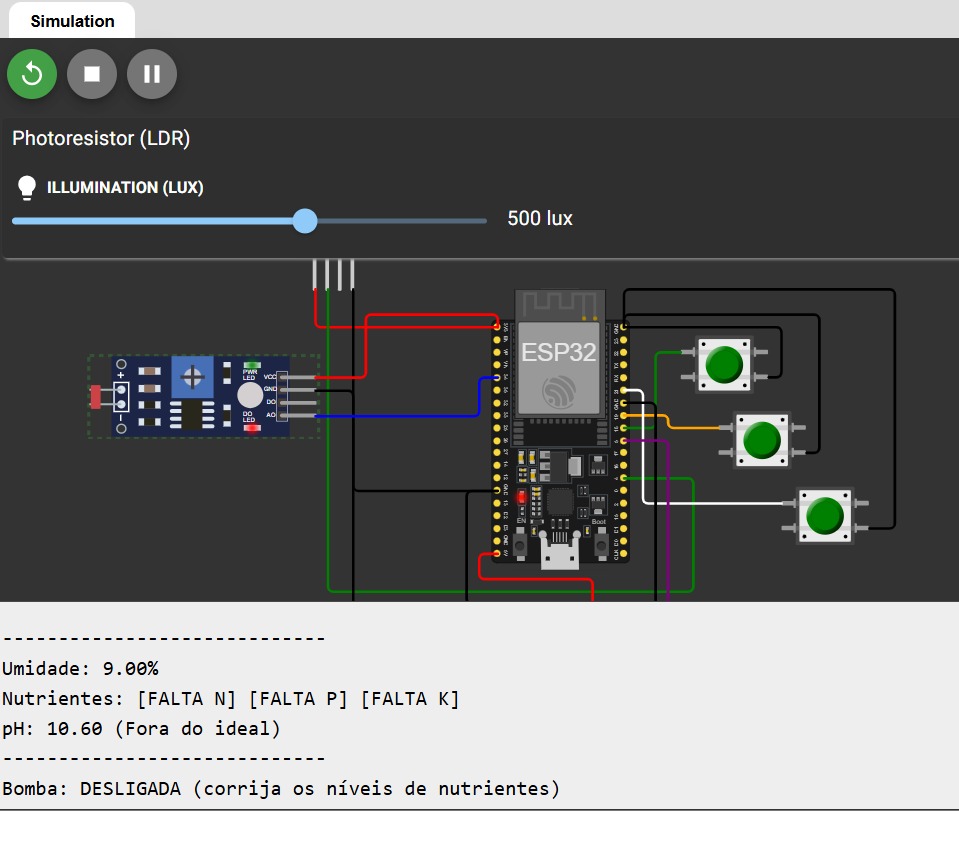 Simulation
Photoresistor (LDR)
ILLUMINATION (LUX)
500 lux
ESP32
PWR
LED
VCC
GND
DO
AO
DO
LED
EN
Boot
-----------------------------
Umidade: 9.00%
Nutrientes: [FALTA N] [FALTA P] [FALTA K]
pH: 10.60 (Fora do ideal)
-----------------------------
Bomba: DESLIGADA (corrija os níveis de nutrientes)